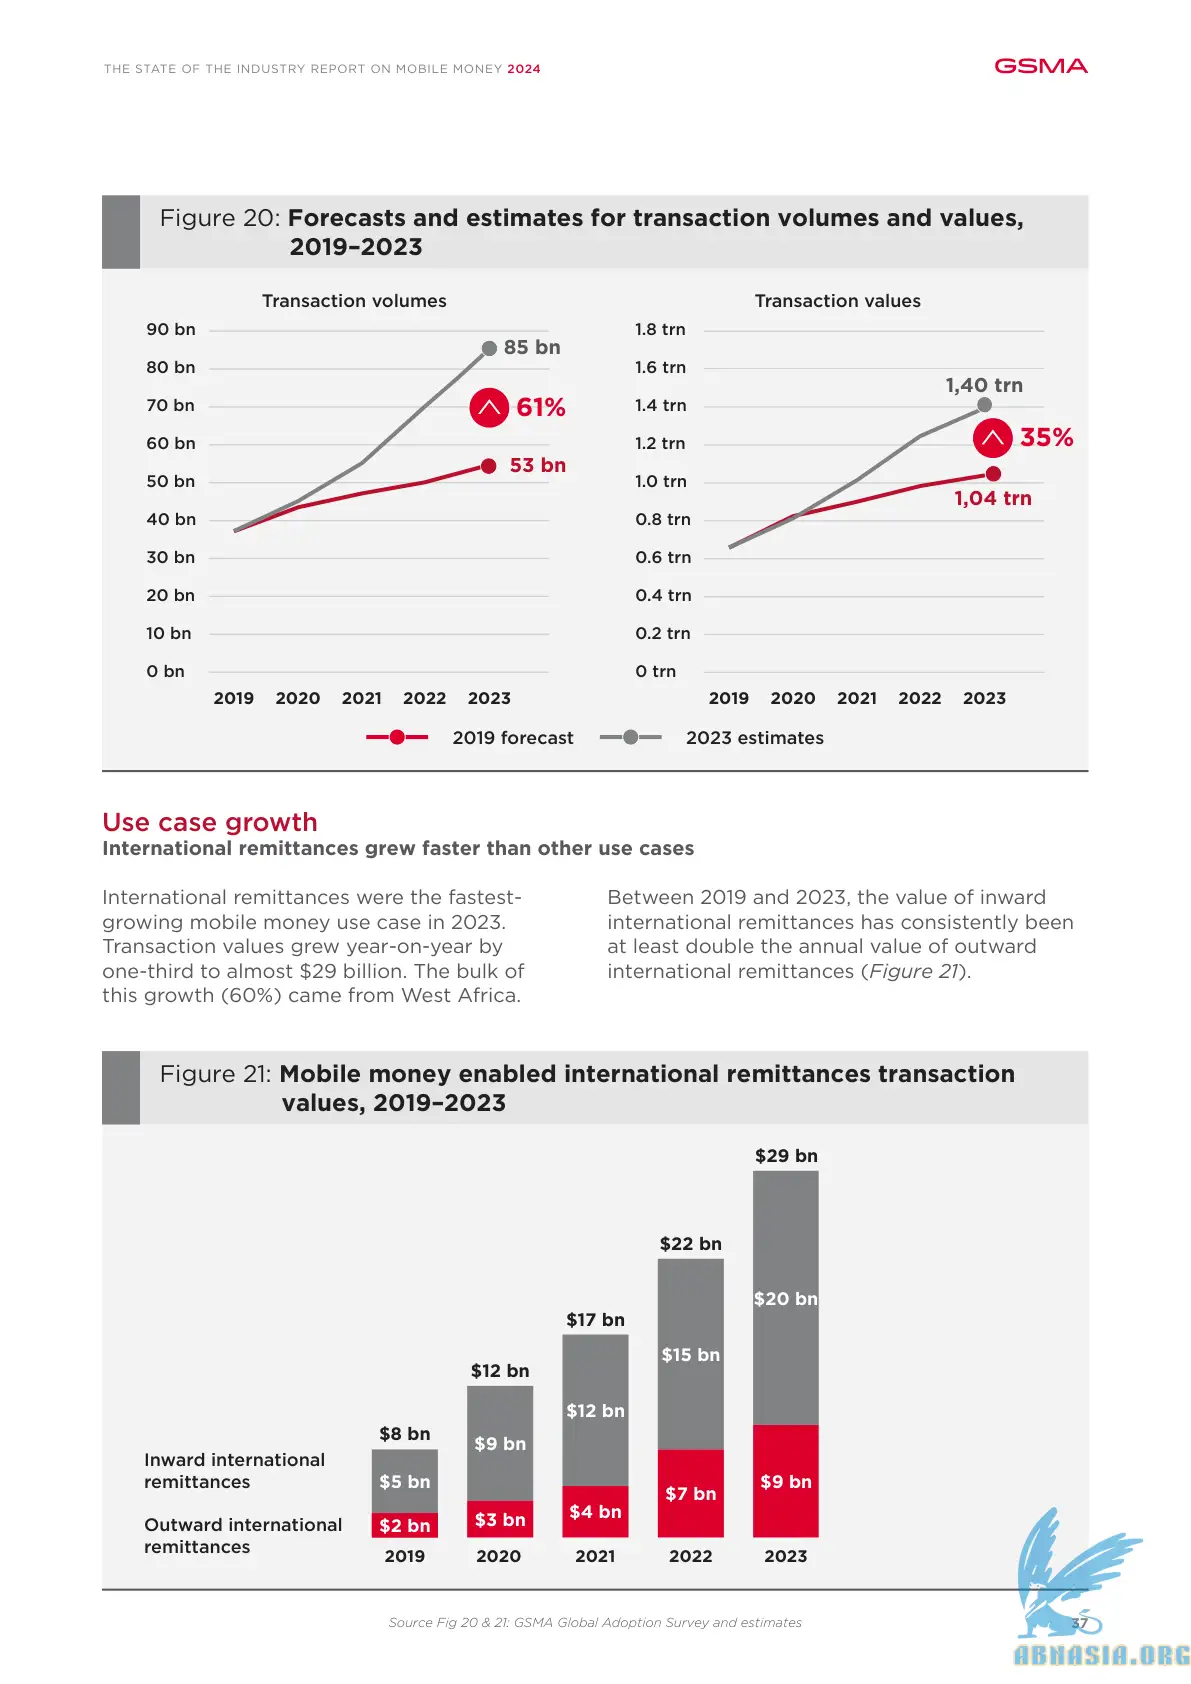 THE STATE OF THE INDUSTRY REPORT ON MOBILE MONEY 2024
GSMA
Figure 20: Forecasts and estimates for transaction volumes and values,
2019–2023
Transaction volumes
90 bn
80 bn
70 bn
60 bn
50 bn
40 bn
30 bn
20 bn
10 bn
0 bn
85 bn
61%
53 bn
2019 2020 2021 2022 2023
Transaction values
1.8 trn
1.6 trn
1.4 trn
1.2 trn
1.0 trn
0.8 trn
0.6 trn
0.4 trn
0.2 trn
0 trn
1,40 trn
35%
1,04 trn
2019 2020 2021 2022 2023
2019 forecast 2023 estimates
Use case growth
International remittances grew faster than other use cases
International remittances were the fastest-
growing mobile money use case in 2023.
Transaction values grew year-on-year by
one-third to almost $29 billion. The bulk of
this growth (60%) came from West Africa.
Between 2019 and 2023, the value of inward
international remittances has consistently been
at least double the annual value of outward
international remittances (Figure 21).
Figure 21: Mobile money enabled international remittances transaction
values, 2019–2023
$29 bn
$22 bn
$20 bn
$17 bn
$15 bn
$12 bn
$12 bn
$8 bn
$9 bn
Inward international
remittances
$5 bn
$7 bn
$9 bn
Outward international
remittances
$2 bn
$3 bn
$4 bn
2019 2020 2021 2022 2023
Source Fig 20 & 21: GSMA Global Adoption Survey and estimates
37
ABNASIA.ORG